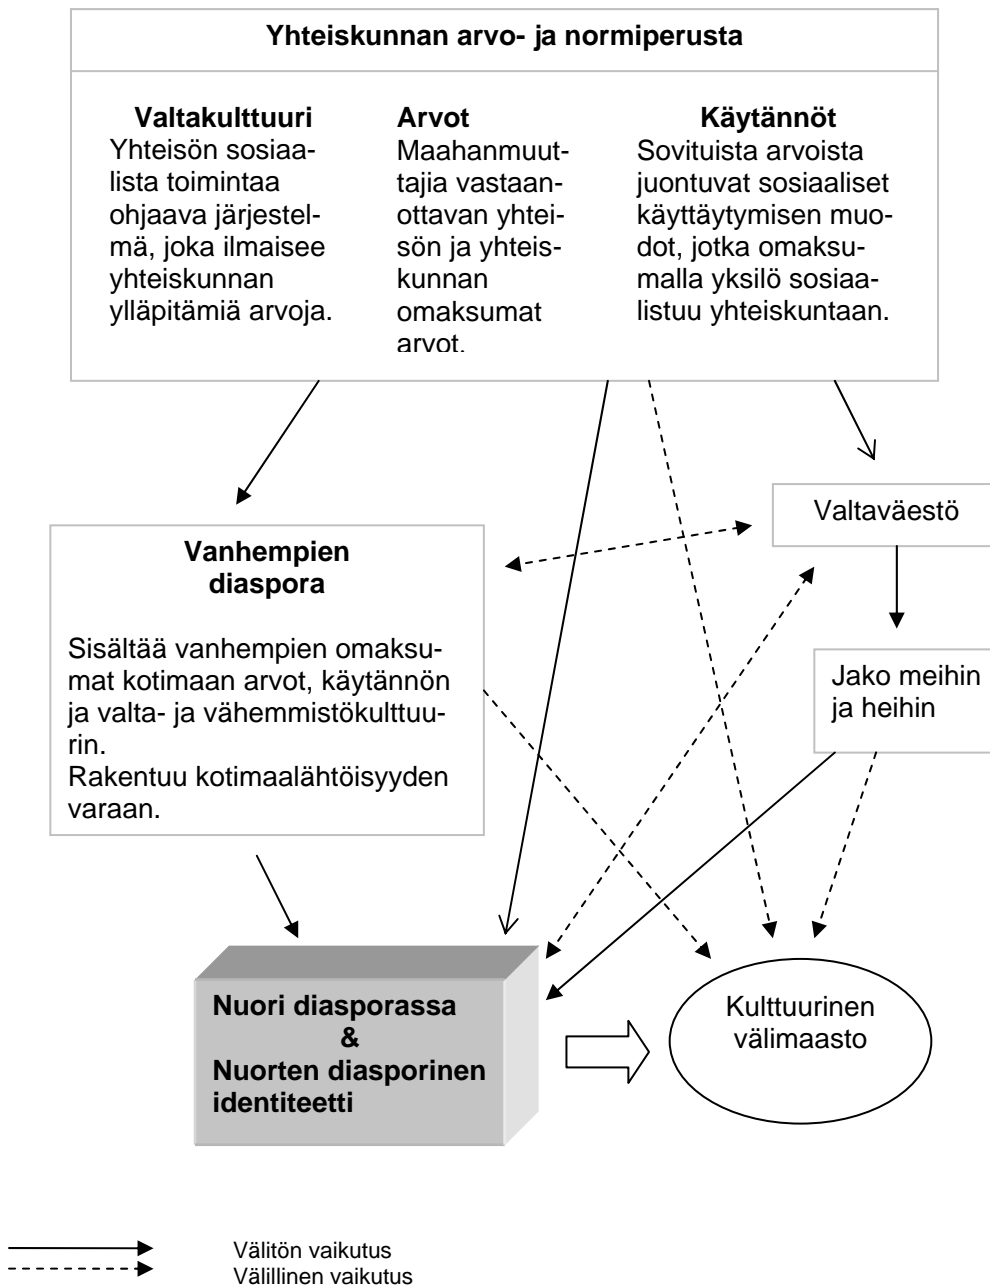 Yhteiskunnan arvo- ja normiperusta
Valtakulttuuri
Yhteisön sosiaa-
lista toimintaa
ohjaava järjestel-
mä, joka ilmaisee
yhteiskunnan
ylläpitämiä arvoja.
Arvot
Maahanmuut-
tajia vastaan-
ottavan yhtei-
sön ja yhteis-
kunnan
omaksumat
arvot.
Käytännöt
Sovituista arvoista
juontuvat sosiaaliset
käyttäytymisen muo-
dot, jotka omaksu-
malla yksilö sosiaa-
listuu yhteiskuntaan.
Valtaväestö
Vanhempien
diaspora
Sisältää vanhempien omaksu-
mat kotimaan arvot, käytännön
ja valta- ja vähemmistökulttuu-
rin.
Rakentuu kotimaalähtöisyyden
varaan.
Jako meihin
ja heihin
Nuori diasporassa
&
Nuorten diasporinen
identiteetti
Kulttuurinen
välimaasto
Välitön vaikutus
Välillinen vaikutus